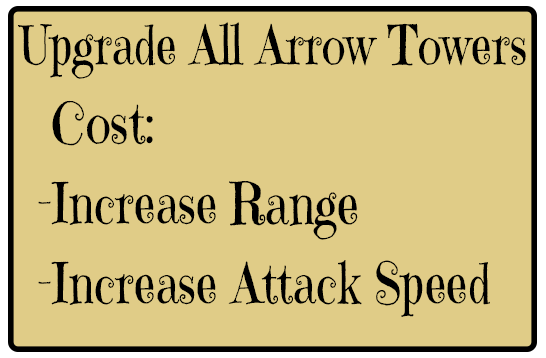 Upgrade All Arrow Towers
Cost:
-Increase Range
-Increase Attack Speed